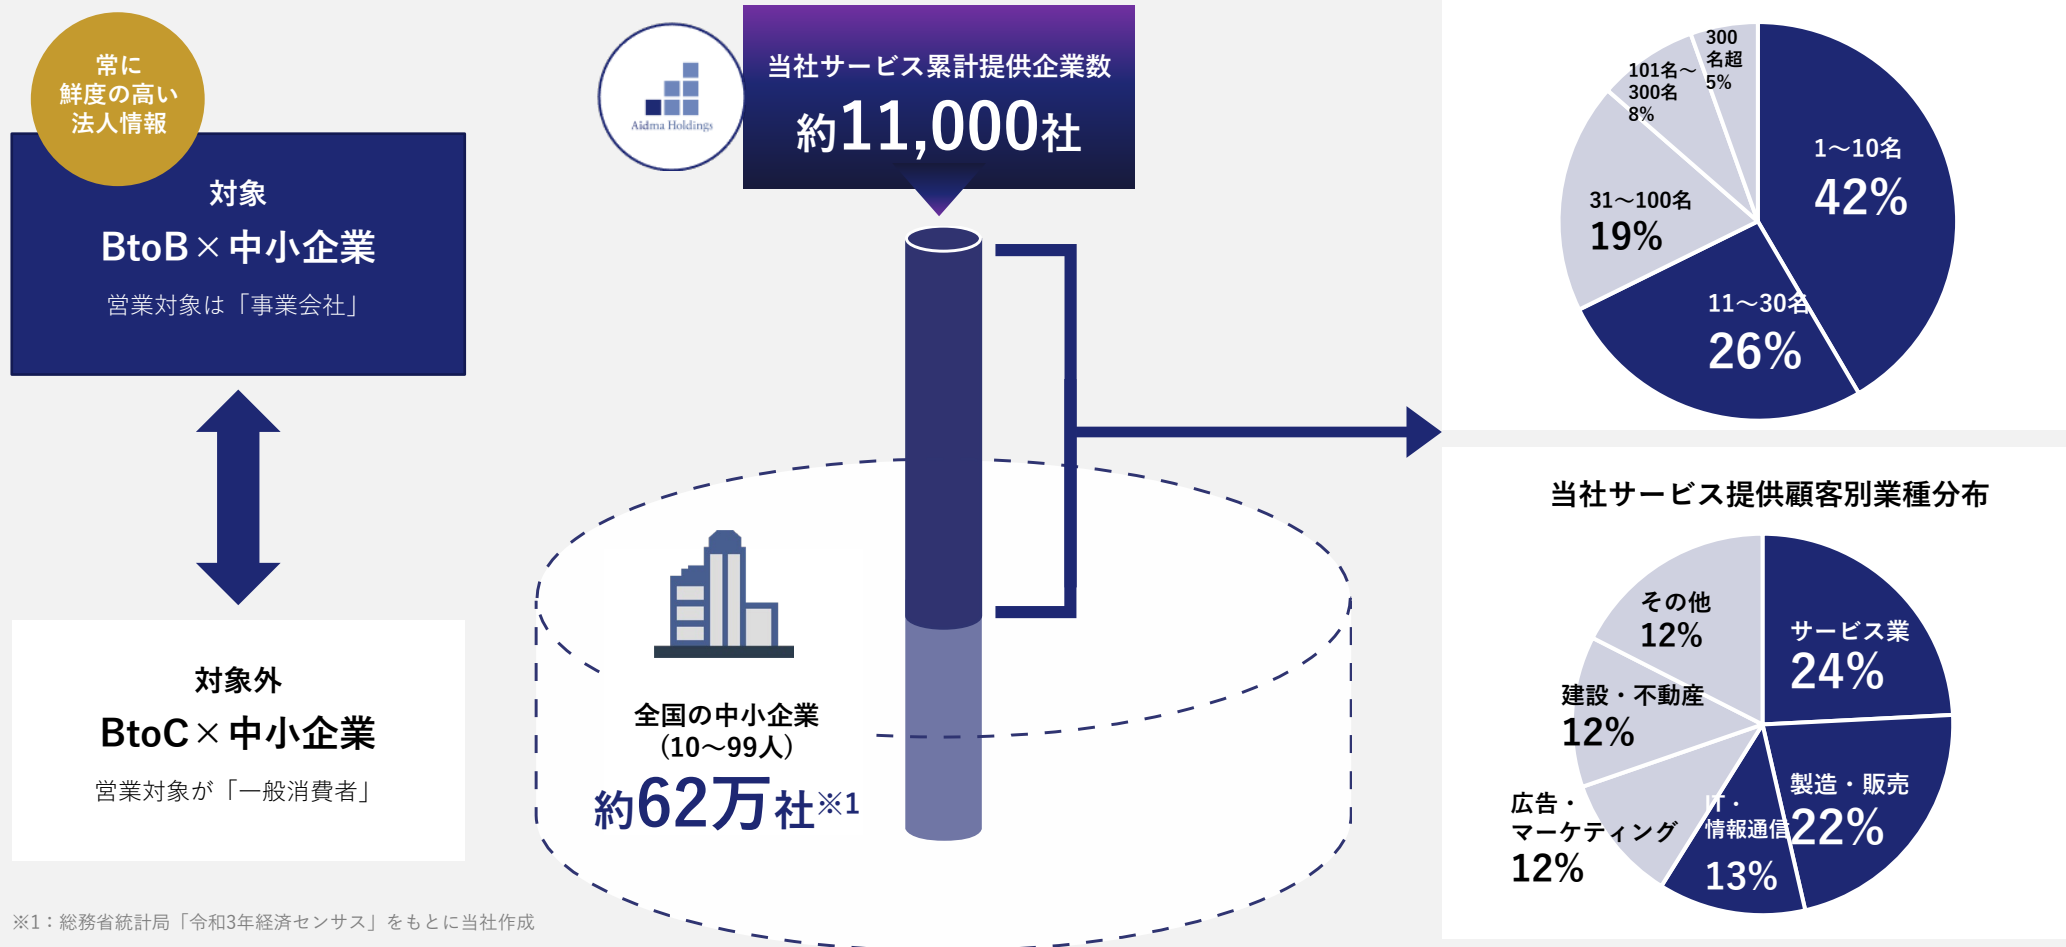 常に
鮮度の高い
法人情報
対象
BtoB×中小企業
営業対象は「事業会社」
対象外
BtoC×中小企業
営業対象が「一般消費者」
※1：総務省統計局「令和3年経済センサス」をもとに当社作成
Aidma Holdings
当社サービス累計提供企業数
約11,000社
全国の中小企業
（10～99人）
約62万社※1
300
名超
5%
101名～
300名
8%
1～10名
42%
31～100名
19%
11～30名
26%
当社サービス提供顧客別業種分布
その他
12%
サービス業
24%
建設・不動産
12%
製造・販売
22%
広告・
マーケティング
12%
IT・
情報通信
13%